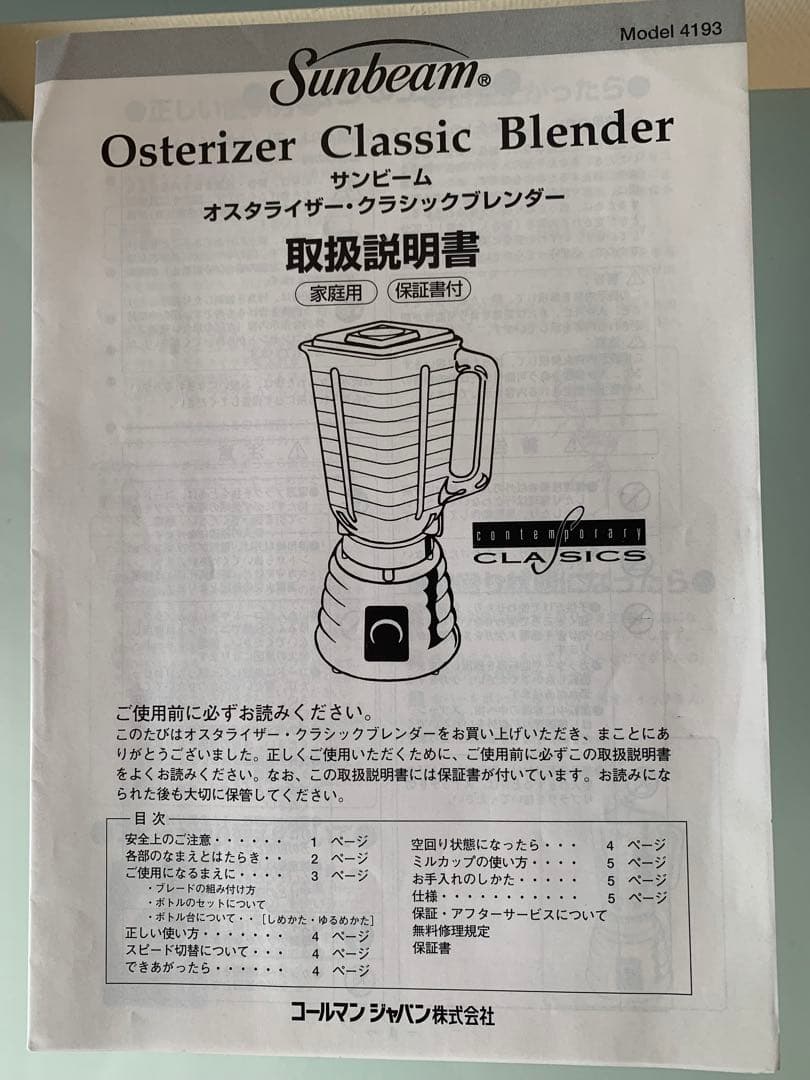 Model 4193
Sunbeam®
Osterizer Classic Blender
サンビーム
オスタライザー・クラシックブレンダー
取扱説明書
家庭用 保証書付
contemporary
CLASSICS
ご使用前に必ずお読みください。
このたびはオスタライザー・クラシックブレンダーをお買い上げいただき、まことにあ
りがとうございました。正しくご使用いただくために、ご使用前に必ずこの取扱説明書
をよくお読みください。なお、この取扱説明書には保証書が付いています。お読みにな
られた後も大切に保管してください。
目次
安全上のご注意・・・・・・ 1 ページ
各部のなまえとはたらき・・ 2 ページ
ご使用になるまえに・・・・ 3 ページ
・ブレードの組み付け方
・ボトルのセットについて
・ボトル台について・・［しめかた・ゆるめかた］
正しい使い方・・・・・・・ 4 ページ
スピード切替について・・・ 4 ページ
できあがったら・・・・・・ 4 ページ
空回り状態になったら・・・ 4 ページ
ミルカップの使い方・・・・ 5 ページ
お手入れのしかた・・・・・ 5 ページ
仕様・・・・・・・・・・・ 5 ページ
保証・アフターサービスについて
無料修理規定
保証書
コールマン ジャパン株式会社